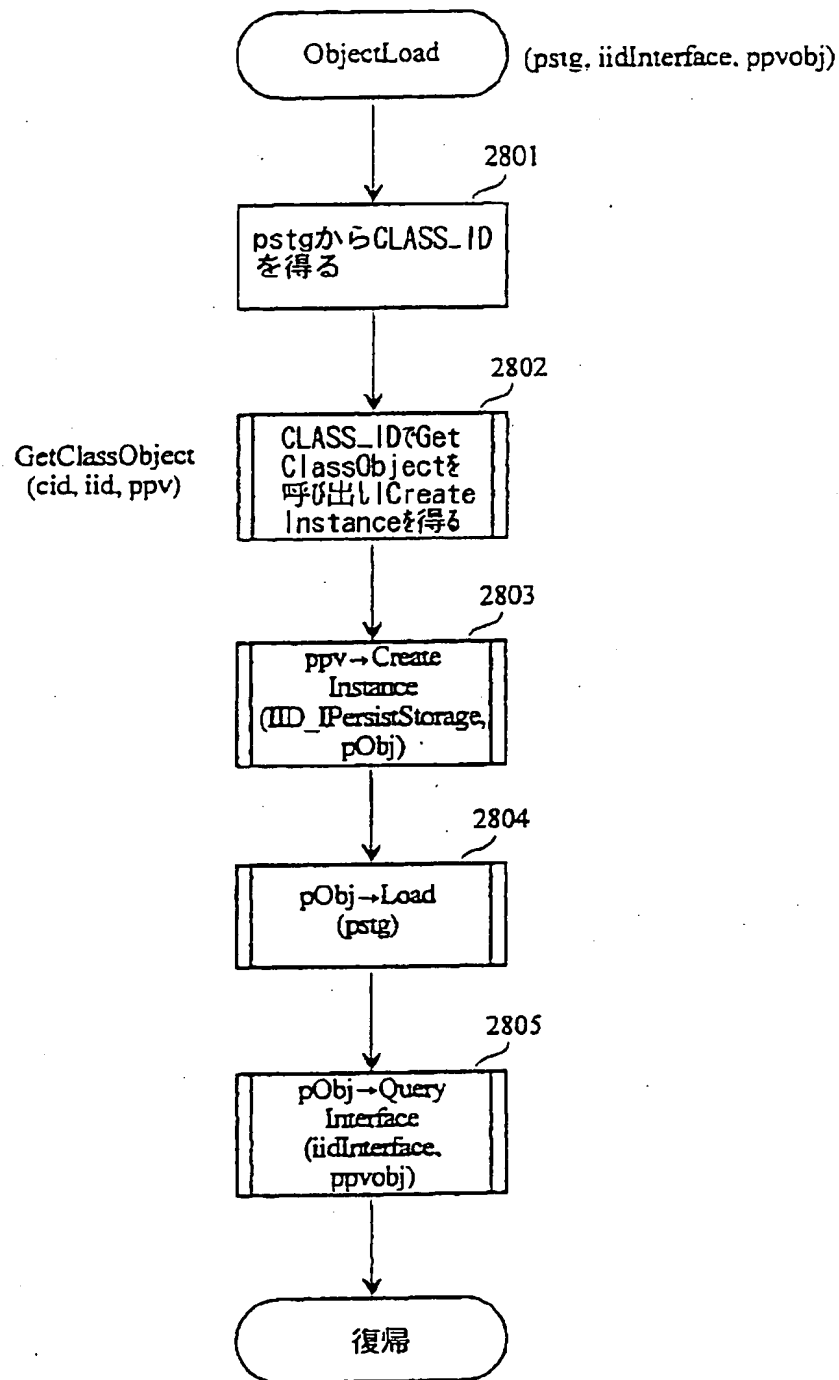 ObjectLoad
(pstg, iidInterface, ppvobj)
2801
pstgからCLASS_ID
を得る
2802
GetClassObject
(cid, iid, ppv)
CLASS_IDでGet
ClassObjectを
呼び出しICreate
Instanceを得る
2803
ppv→Create
Instance
(IID_IPersistStorage,
pObj)
2804
pObj→Load
(pstg)
2805
pObj→Query
Interface
(iidInterface,
ppvobj)
復帰